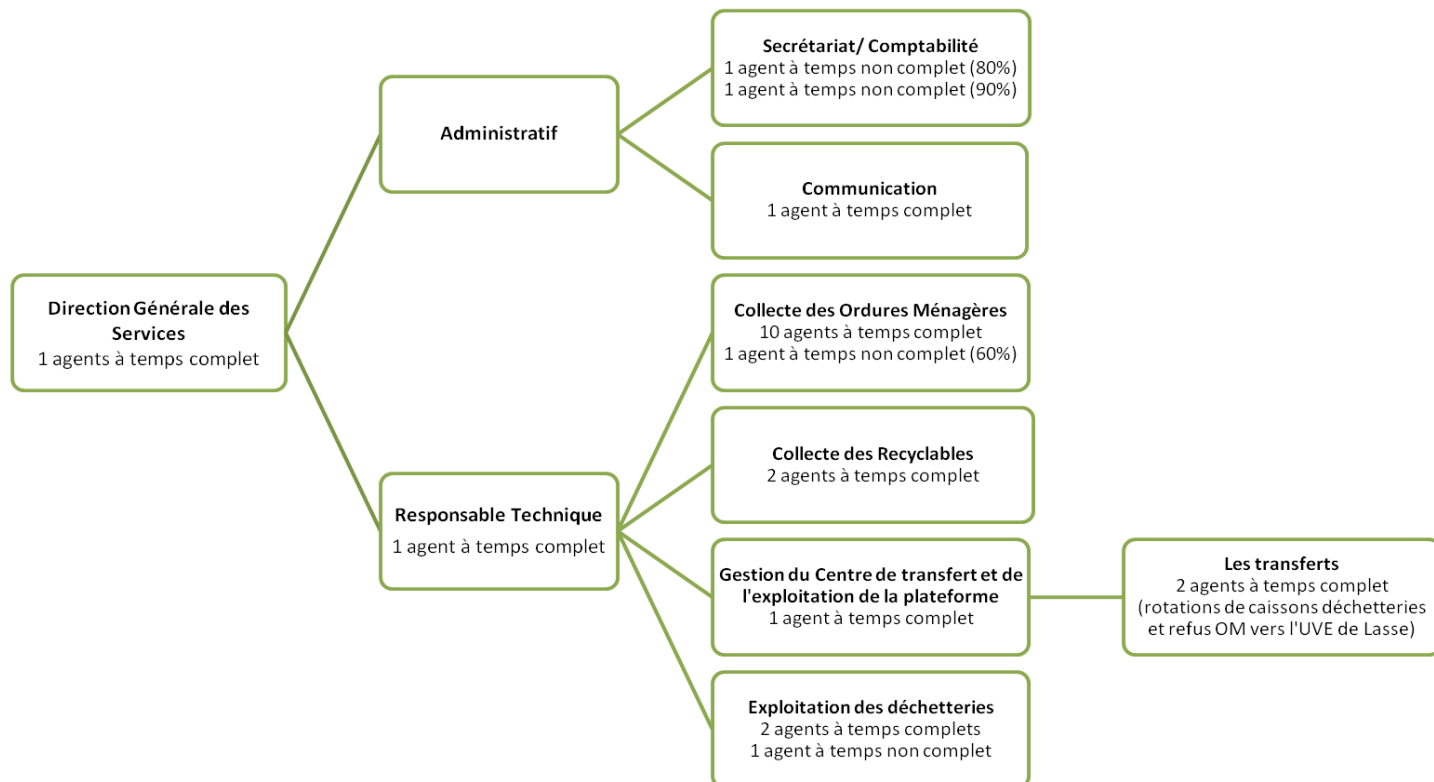 Direction Générale des
Services
1 agents à temps complet
Administratif
Secrétariat/ Comptabilité
1 agent à temps non complet (80%)
1 agent à temps non complet (90%)
Communication
1 agent à temps complet
Responsable Technique
1 agent à temps complet
Collecte des Ordures Ménagères
10 agents à temps complet
1 agent à temps non complet (60%)
Collecte des Recyclables
2 agents à temps complet
Gestion du Centre de transfert et de
l'exploitation de la plateforme
1 agent à temps complet
Les transferts
2 agents à temps complet
(rotations de caissons déchetteries
et refus OM vers l'UVE de Lasse)
Exploitation des déchetteries
2 agents à temps complets
1 agent à temps non complet